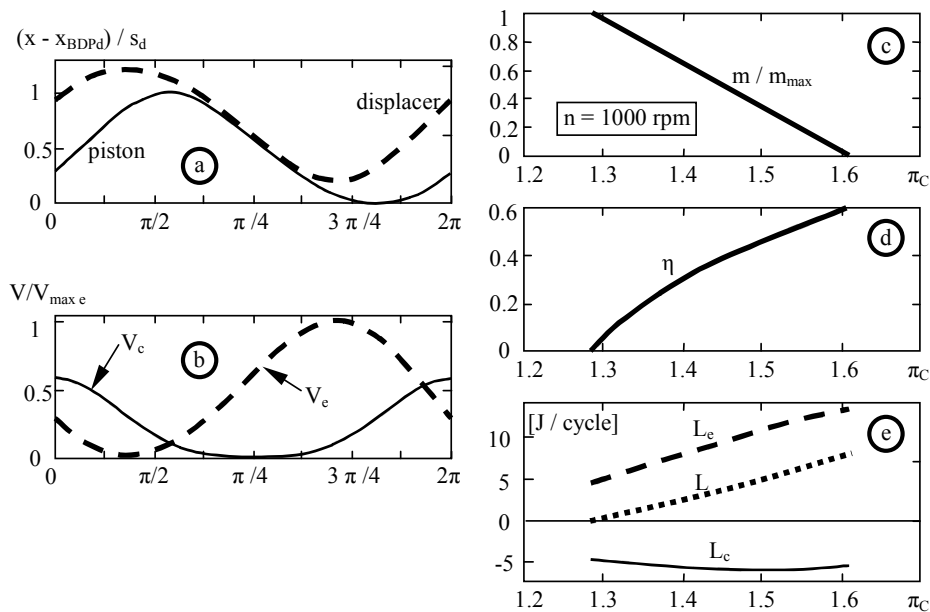 (x - x_BDPd) / s_d
1
0.5
0
displacer
piston
a
0 π/2 π /4 3 π /4 2π
V/V_max e
1
0.5
0
V_c
b
V_e
0 π/2 π /4 3 π /4 2π
1
0.8
0.6
0.4
0.2
0
c
m / m_max
n = 1000 rpm
1.2 1.3 1.4 1.5 1.6 π_C
0.6
0.4
0.2
0
d
η
1.2 1.3 1.4 1.5 1.6 π_C
[J / cycle]
10
5
0
-5
L_e
e
L
L_c
1.2 1.3 1.4 1.5 1.6 π_C